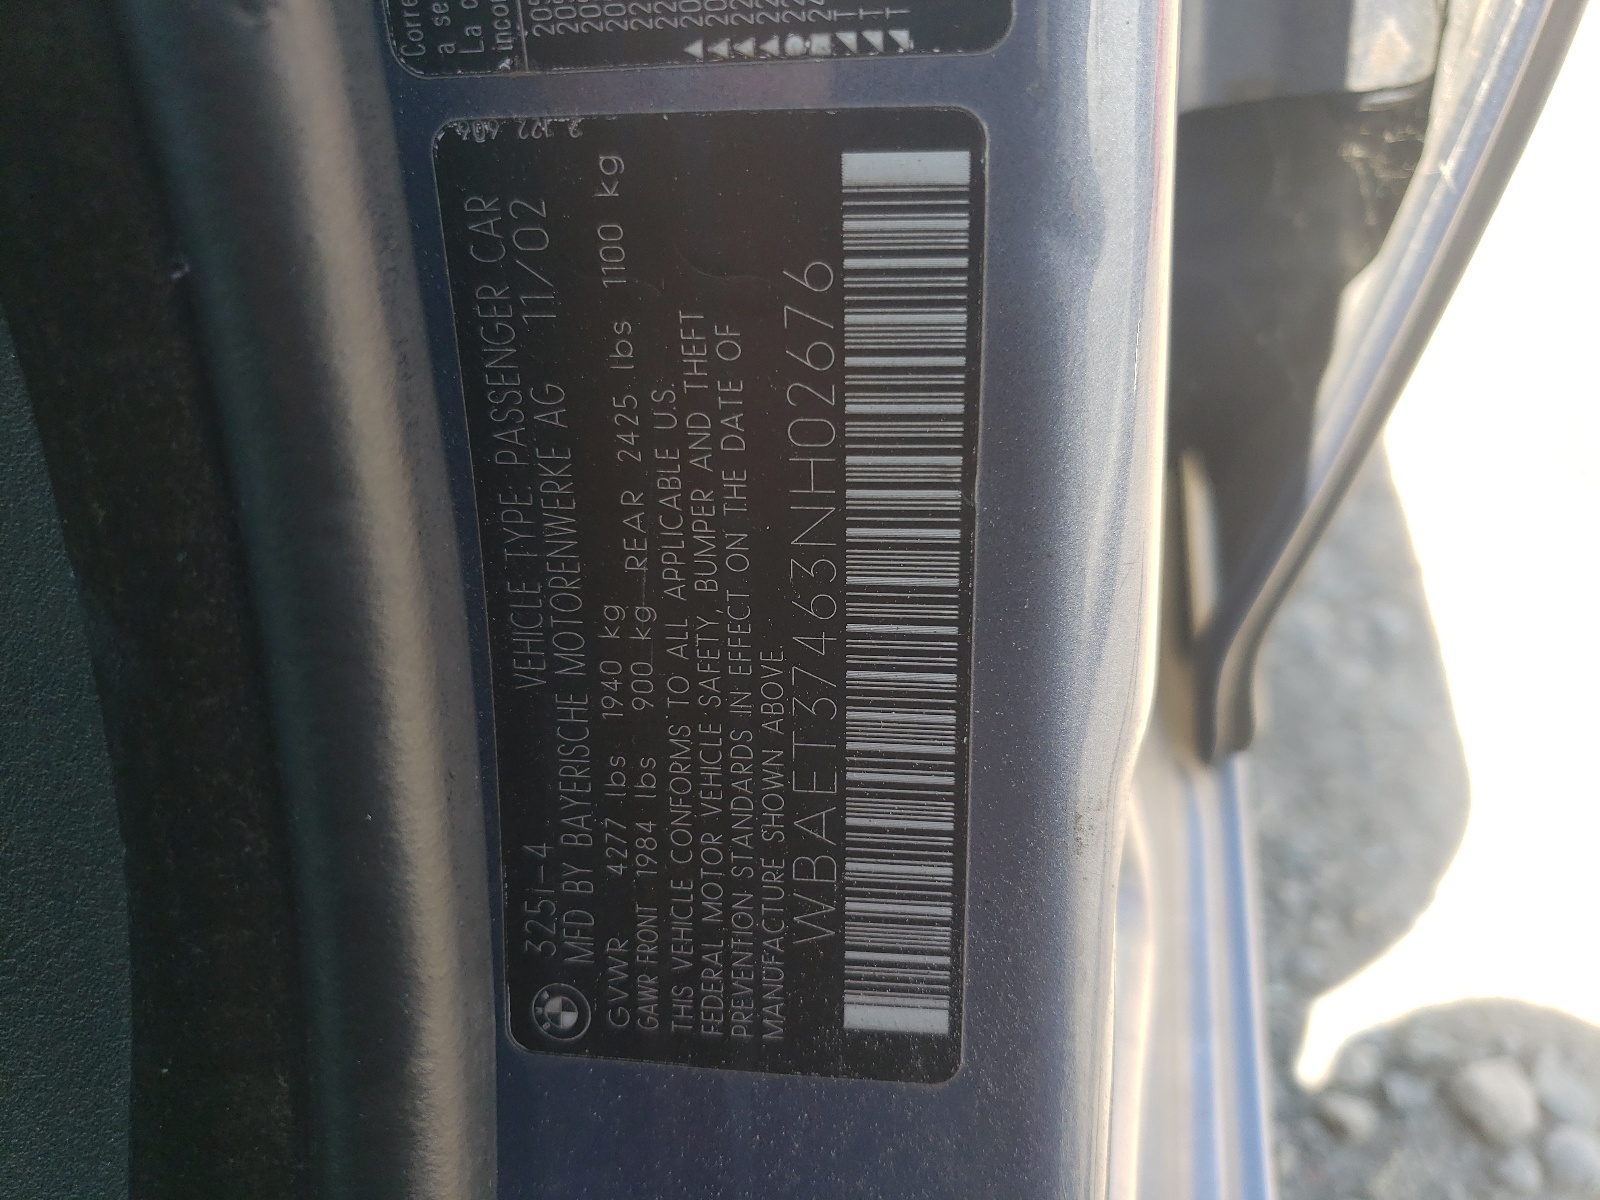 325I-4 VEHICLE TYPE: PASSENGER CAR
MFD BY BAYERISCHE MOTORENWERKE AG 11/02
GVWR 4277 lbs 1940 kg
GAWR FRONT 1984 lbs 900 kg REAR 2425 lbs 1100 kg
THIS VEHICLE CONFORMS TO ALL APPLICABLE U.S.
FEDERAL MOTOR VEHICLE SAFETY, BUMPER AND THEFT
PREVENTION STANDARDS IN EFFECT ON THE DATE OF
MANUFACTURE SHOWN ABOVE.
WBAET37463NH02676